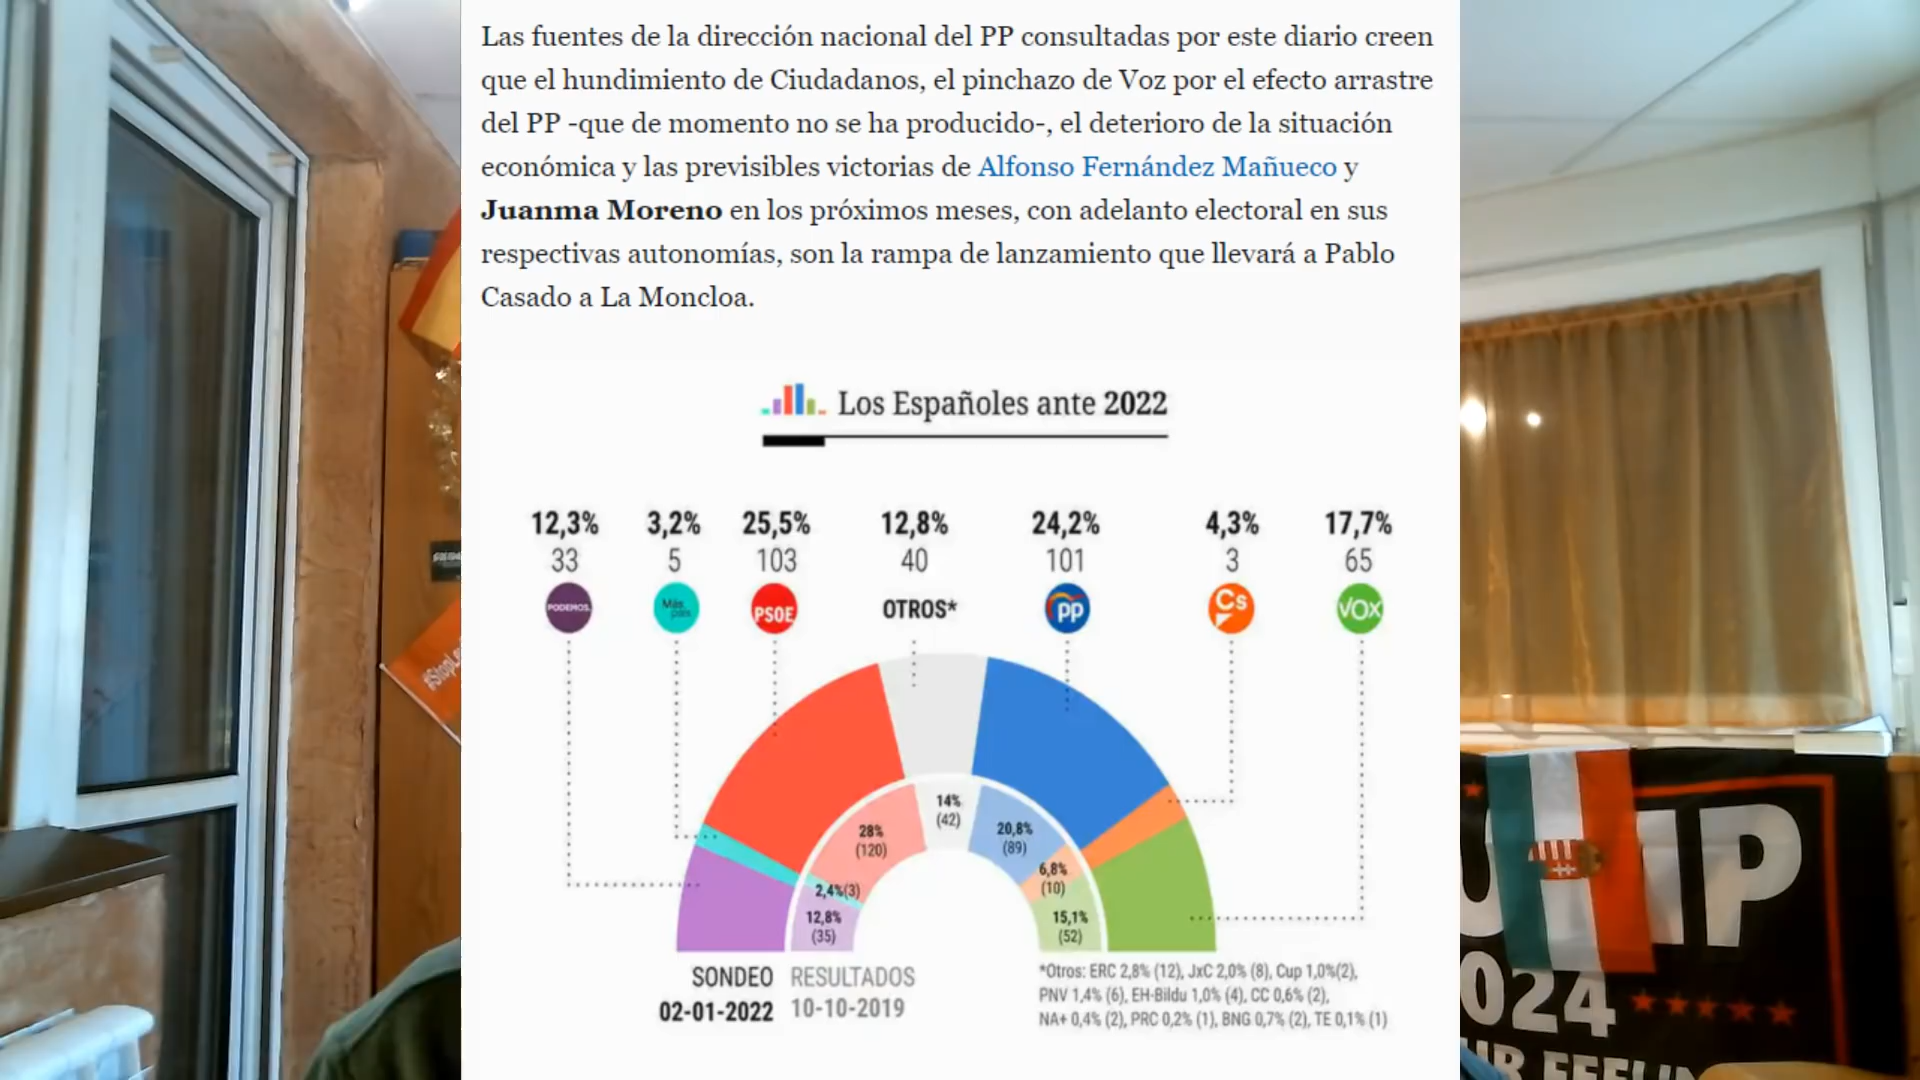 Las fuentes de la dirección nacional del PP consultadas por este diario creen
que el hundimiento de Ciudadanos, el pinchazo de Voz por el efecto arrastre
del PP -que de momento no se ha producido-, el deterioro de la situación
económica y las previsibles victorias de Alfonso Fernández Mañueco y
Juanma Moreno en los próximos meses, con adelanto electoral en sus
respectivas autonomías, son la rampa de lanzamiento que llevará a Pablo
Casado a La Moncloa.
Los Españoles ante 2022
12,3% 3,2% 25,5% 12,8% 24,2% 4,3% 17,7%
33 5 103 40 101 3 65
PODEMOS. Más país PSOE OTROS* PP Cs VOX
14%
(42)
28%
(120)
20,8%
(89)
6,8%
(10)
2,4%(3)
12,8%
(35)
15,1%
(52)
SONDEO RESULTADOS
02-01-2022 10-10-2019
*Otros: ERC 2,8% (12), JxC 2,0% (8), Cup 1,0%(2),
PNV 1,4% (6), EH-Bildu 1,0% (4), CC 0,6% (2),
NA+ 0,4% (2), PRC 0,2% (1), BNG 0,7% (2), TE 0,1% (1)
#StopLe
MP
024